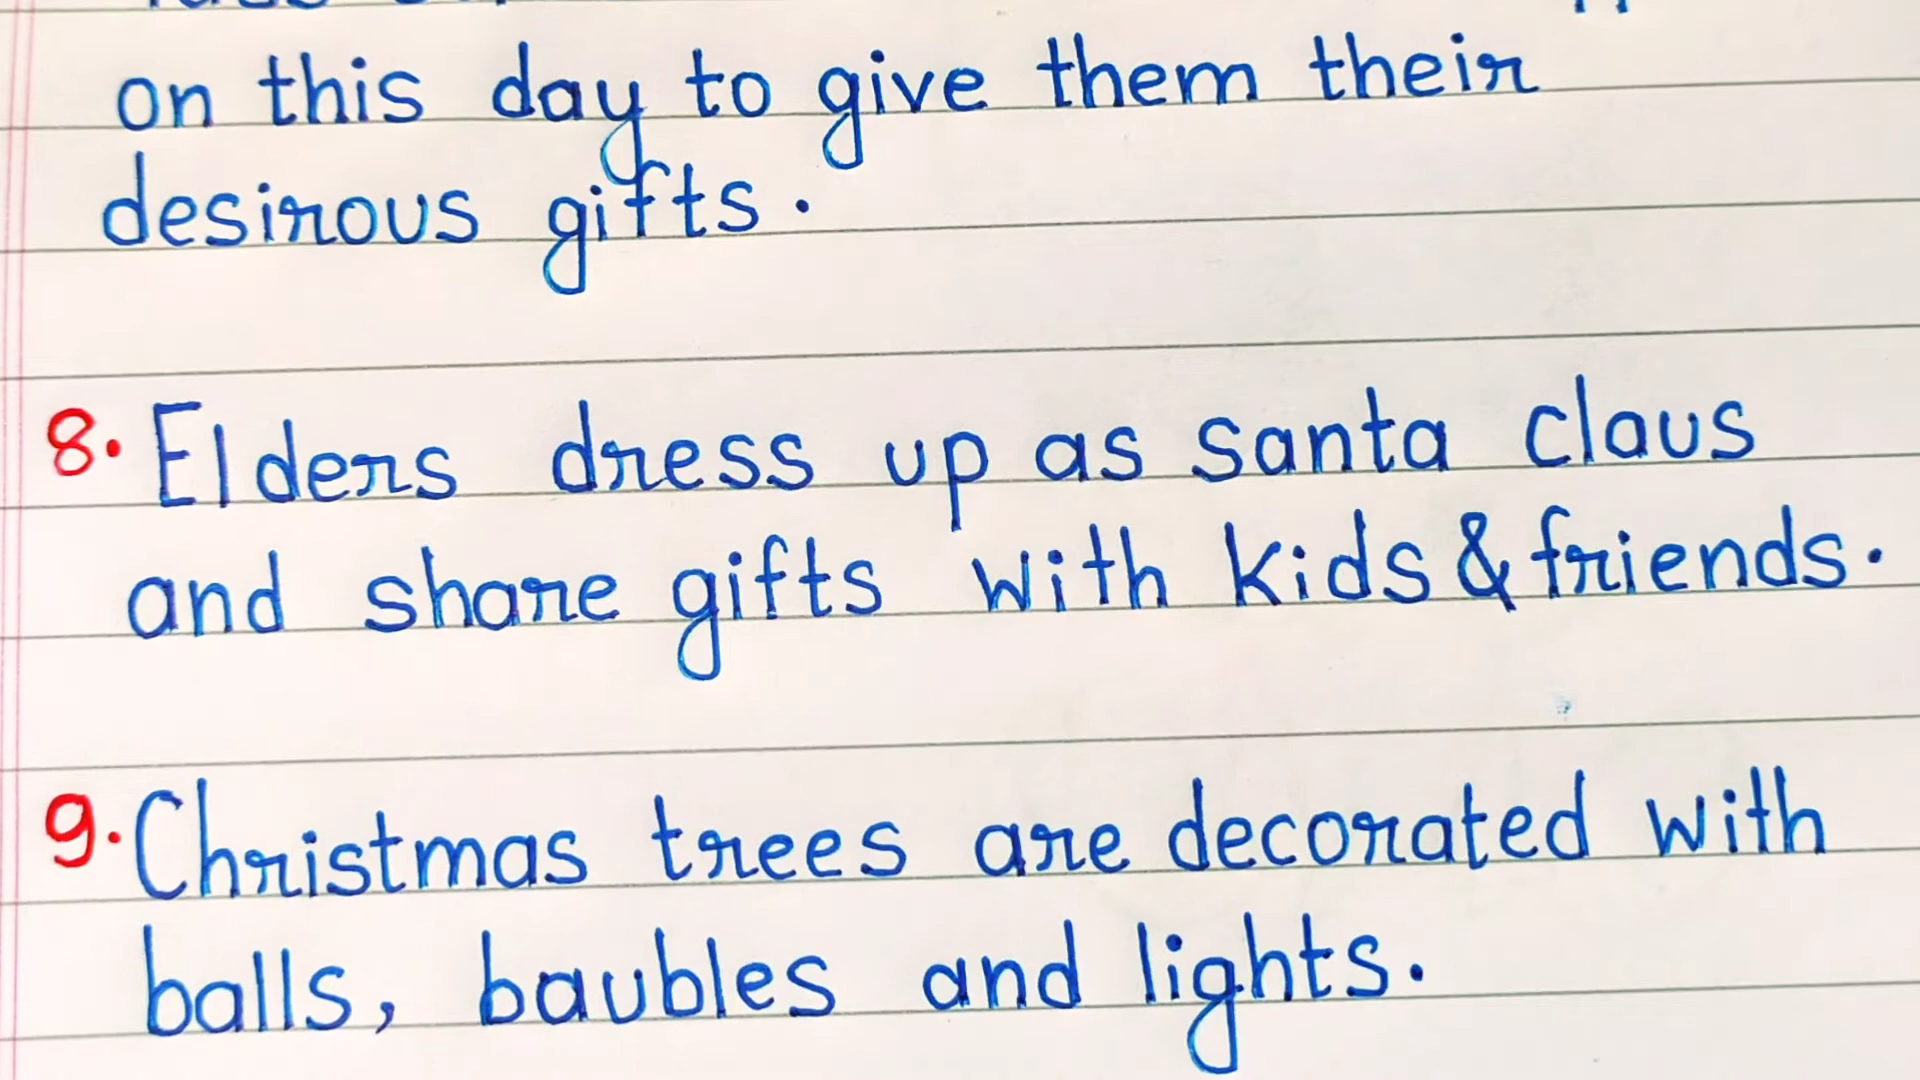 on this day to give them their
desirous gifts.
8. Elders dress up as santa claus
and share gifts with kids & friends.
9. Christmas trees are decorated with
balls, baubles and lights.